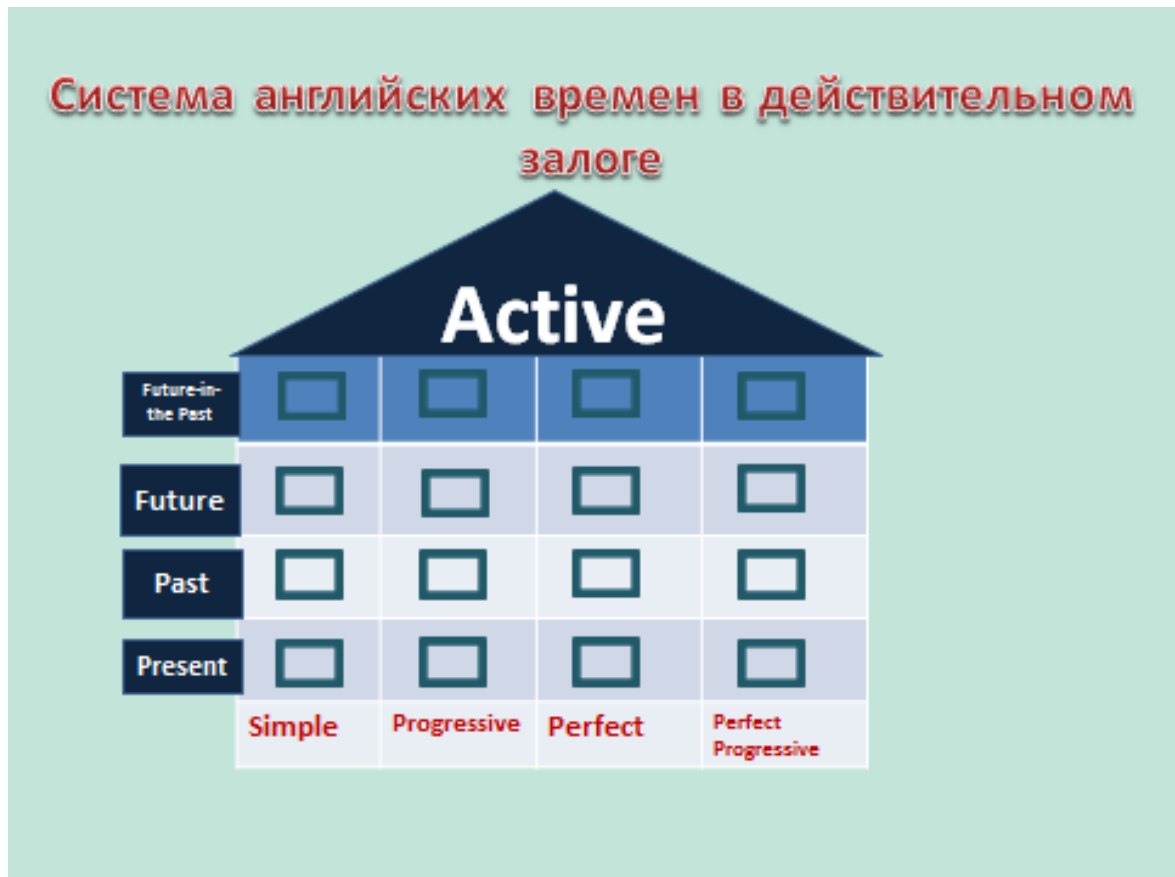 Система английских времен в действительном
залоге
Active
Future-in-
the Past
Future
Past
Present
Simple
Progressive
Perfect
Perfect
Progressive